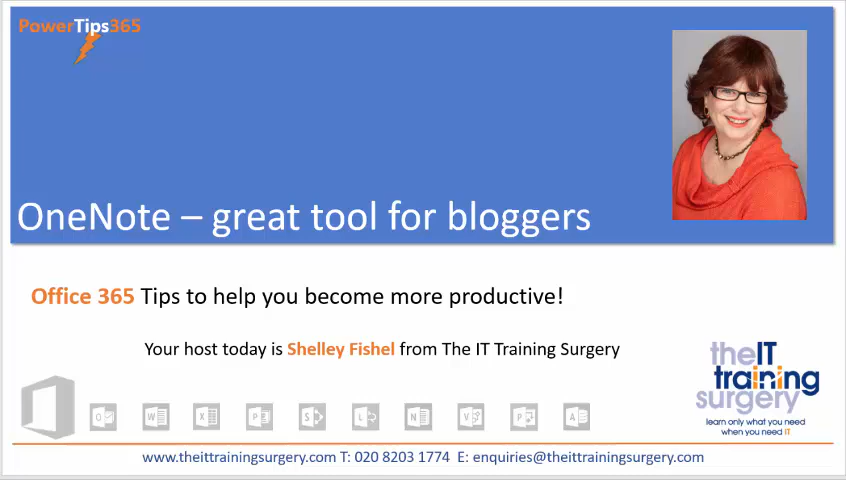 PowerTips365
OneNote – great tool for bloggers
Office 365 Tips to help you become more productive!
Your host today is Shelley Fishel from The IT Training Surgery
theIT
training
surgery
learn only what you need
when you need IT
O W X P S L N V P A
www.theittrainingsurgery.com T: 020 8203 1774 E: enquiries@theittrainingsurgery.com